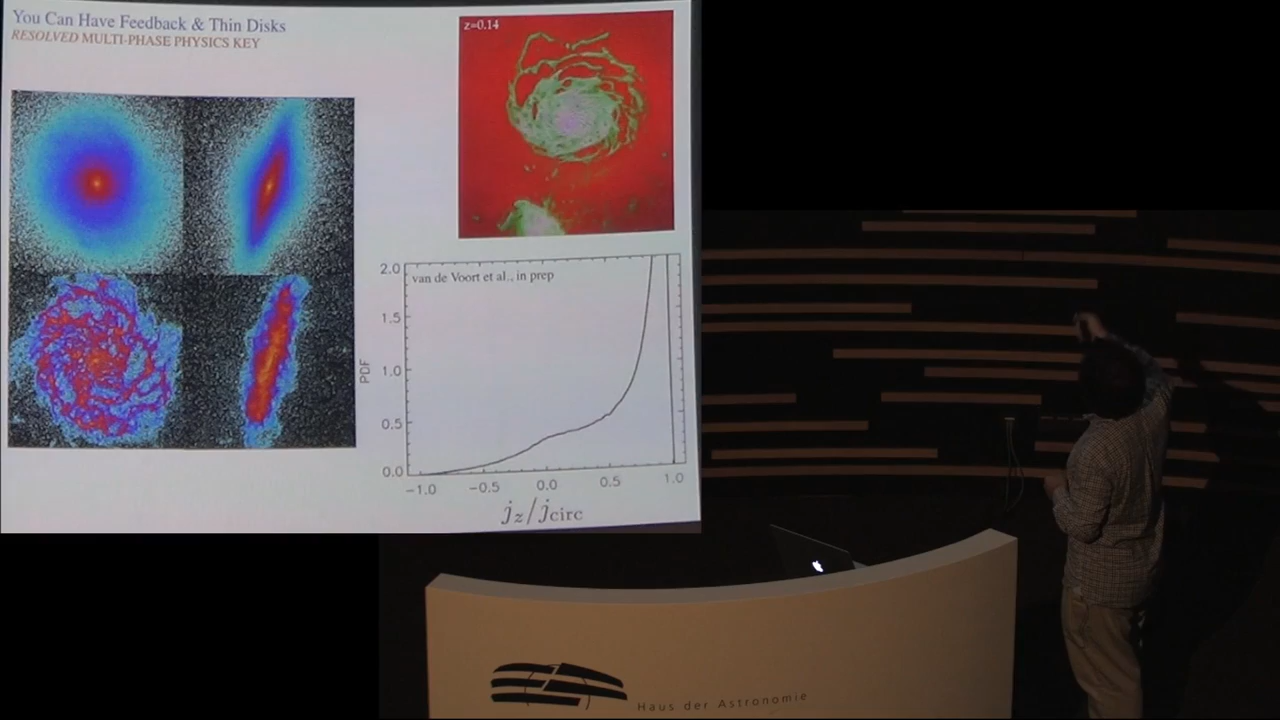 You Can Have Feedback & Thin Disks
RESOLVED MULTI-PHASE PHYSICS KEY
z=0.14
van de Voort et al., in prep
2.0
1.5
1.0
0.5
0.0
PDF
−1.0 −0.5 0.0 0.5 1.0
jz/jcirc
Haus der Astronomie